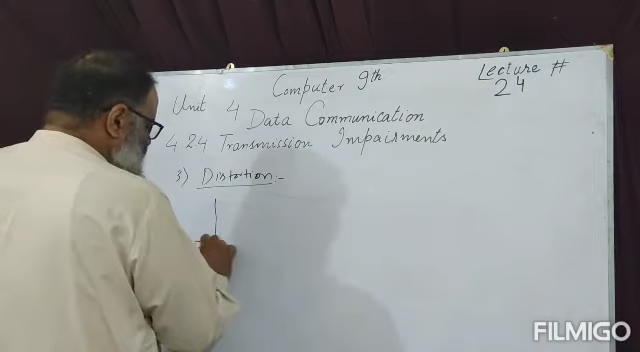 Computer 9th
Lecture #
24
Unit 4 Data Communication
4.24 Transmission Impairments
3) Distortion:-
FILMIGO